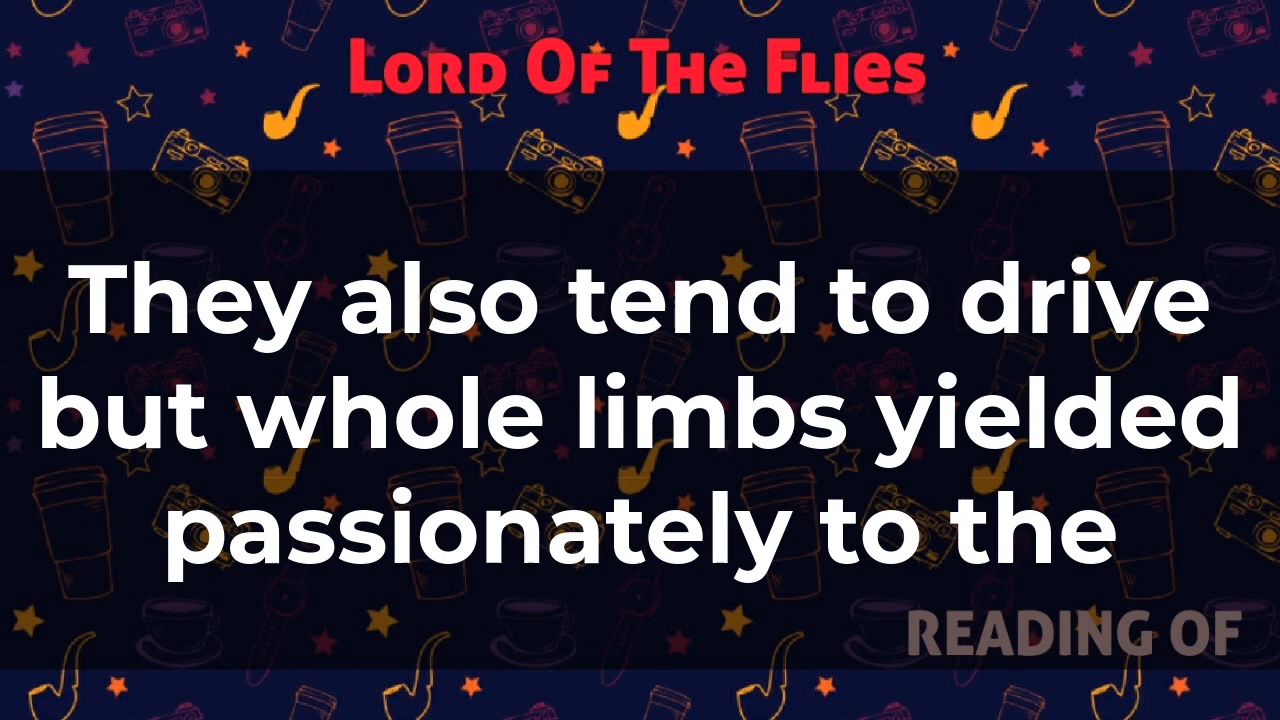 Lord Of The Flies
They also tend to drive
but whole limbs yielded
passionately to the
READING OF